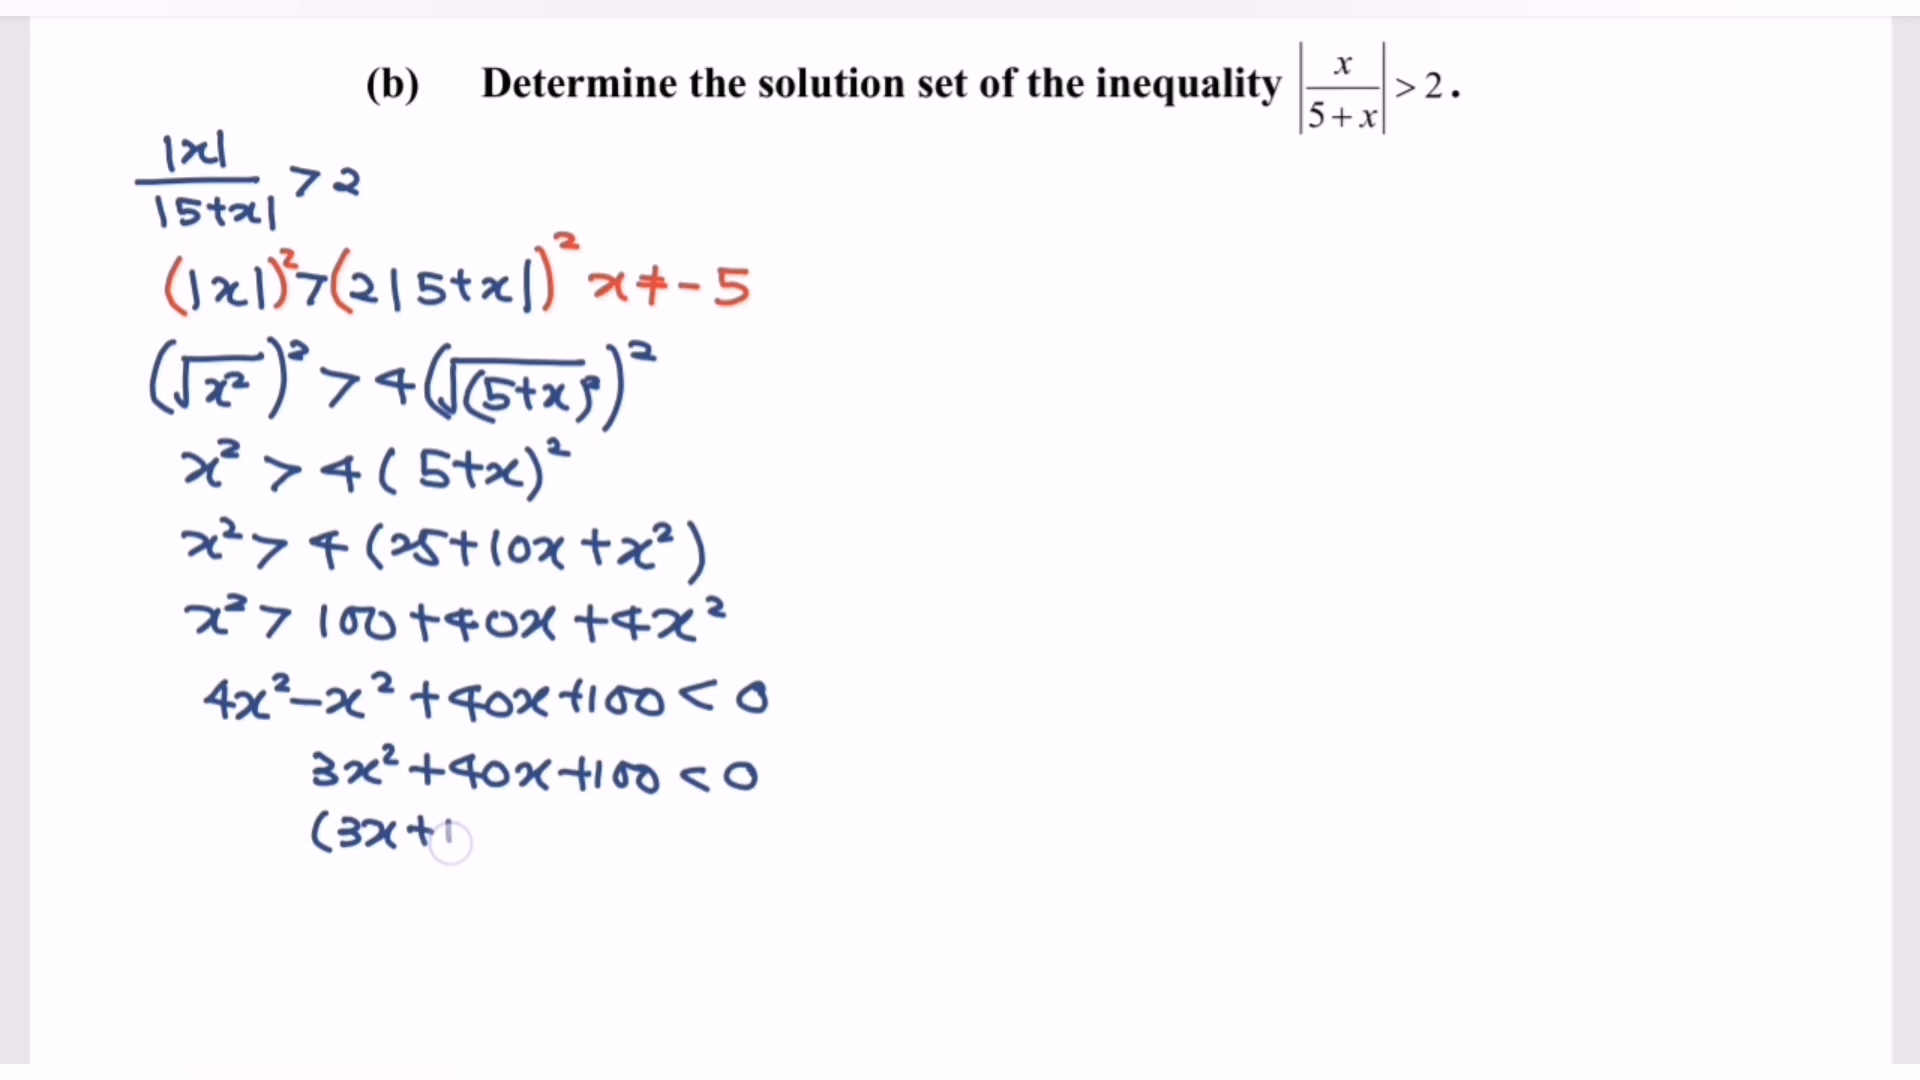 (b) Determine the solution set of the inequality |x/(5+x)| > 2.
|x|/|5+x| > 2
(|x|)² > (2|5+x|)² x ≠ -5
(√x²)² > 4(√(5+x)²)²
x² > 4(5+x)²
x² > 4(25+10x+x²)
x² > 100+40x+4x²
4x²-x²+40x+100 < 0
3x²+40x+100 < 0
(3x+1